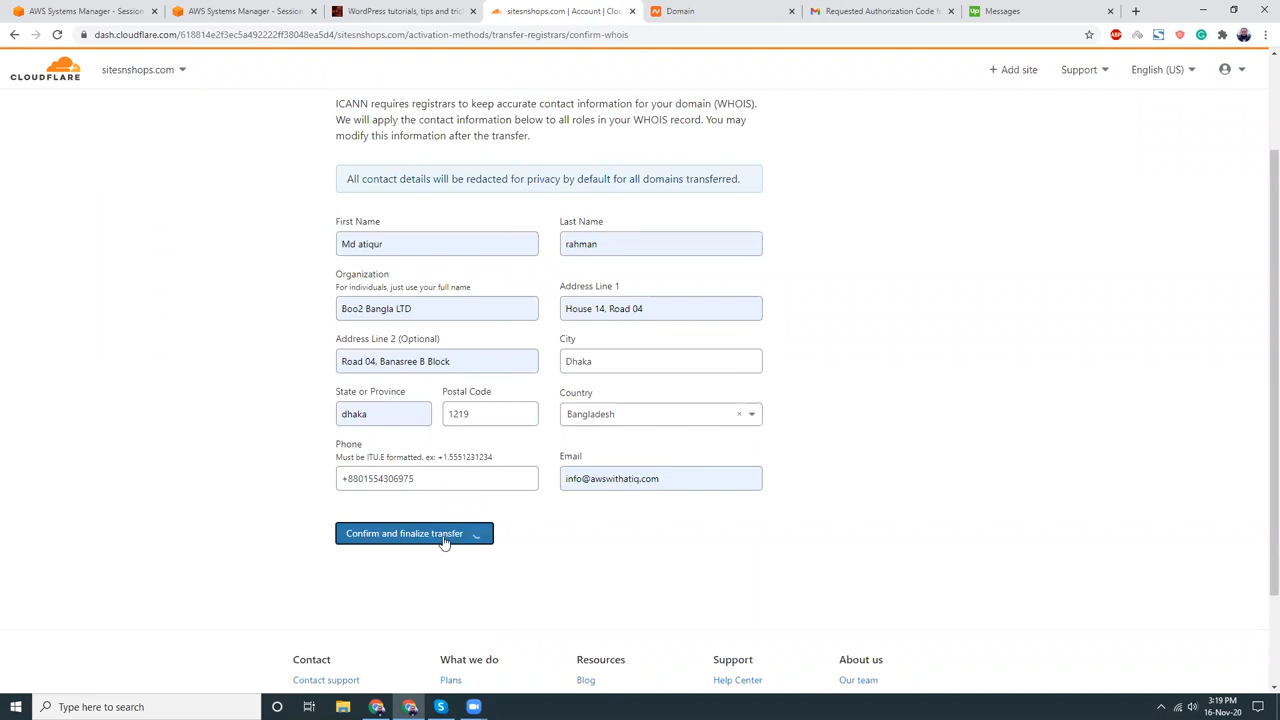 AWS Systems Manager - Session
AWS Systems Manager - Session
WordPress tutorials, tips and tric
sitesnshops.com | Account | Clou
Domain
Requested Authorization Code f
Messages
dash.cloudflare.com/618814e2f3ec5a492222ff38048ea5d4/sitesnshops.com/activation-methods/transfer-registrars/confirm-whois
CLOUDFLARE
sitesnshops.com
+ Add site
Support
English (US)
ICANN requires registrars to keep accurate contact information for your domain (WHOIS).
We will apply the contact information below to all roles in your WHOIS record. You may
modify this information after the transfer.
All contact details will be redacted for privacy by default for all domains transferred.
First Name
Last Name
Md atiqur
rahman
Organization
For individuals, just use your full name
Address Line 1
Boo2 Bangla LTD
House 14, Road 04
Address Line 2 (Optional)
City
Road 04, Banasree B Block
Dhaka
State or Province
Postal Code
Country
dhaka
1219
Bangladesh
Phone
Must be ITU.E formatted. ex: +1.5551231234
Email
+8801554306975
info@awswithatiq.com
Confirm and finalize transfer
Contact
What we do
Resources
Support
About us
Contact support
Plans
Blog
Help Center
Our team
Type here to search
3:19 PM
16-Nov-20